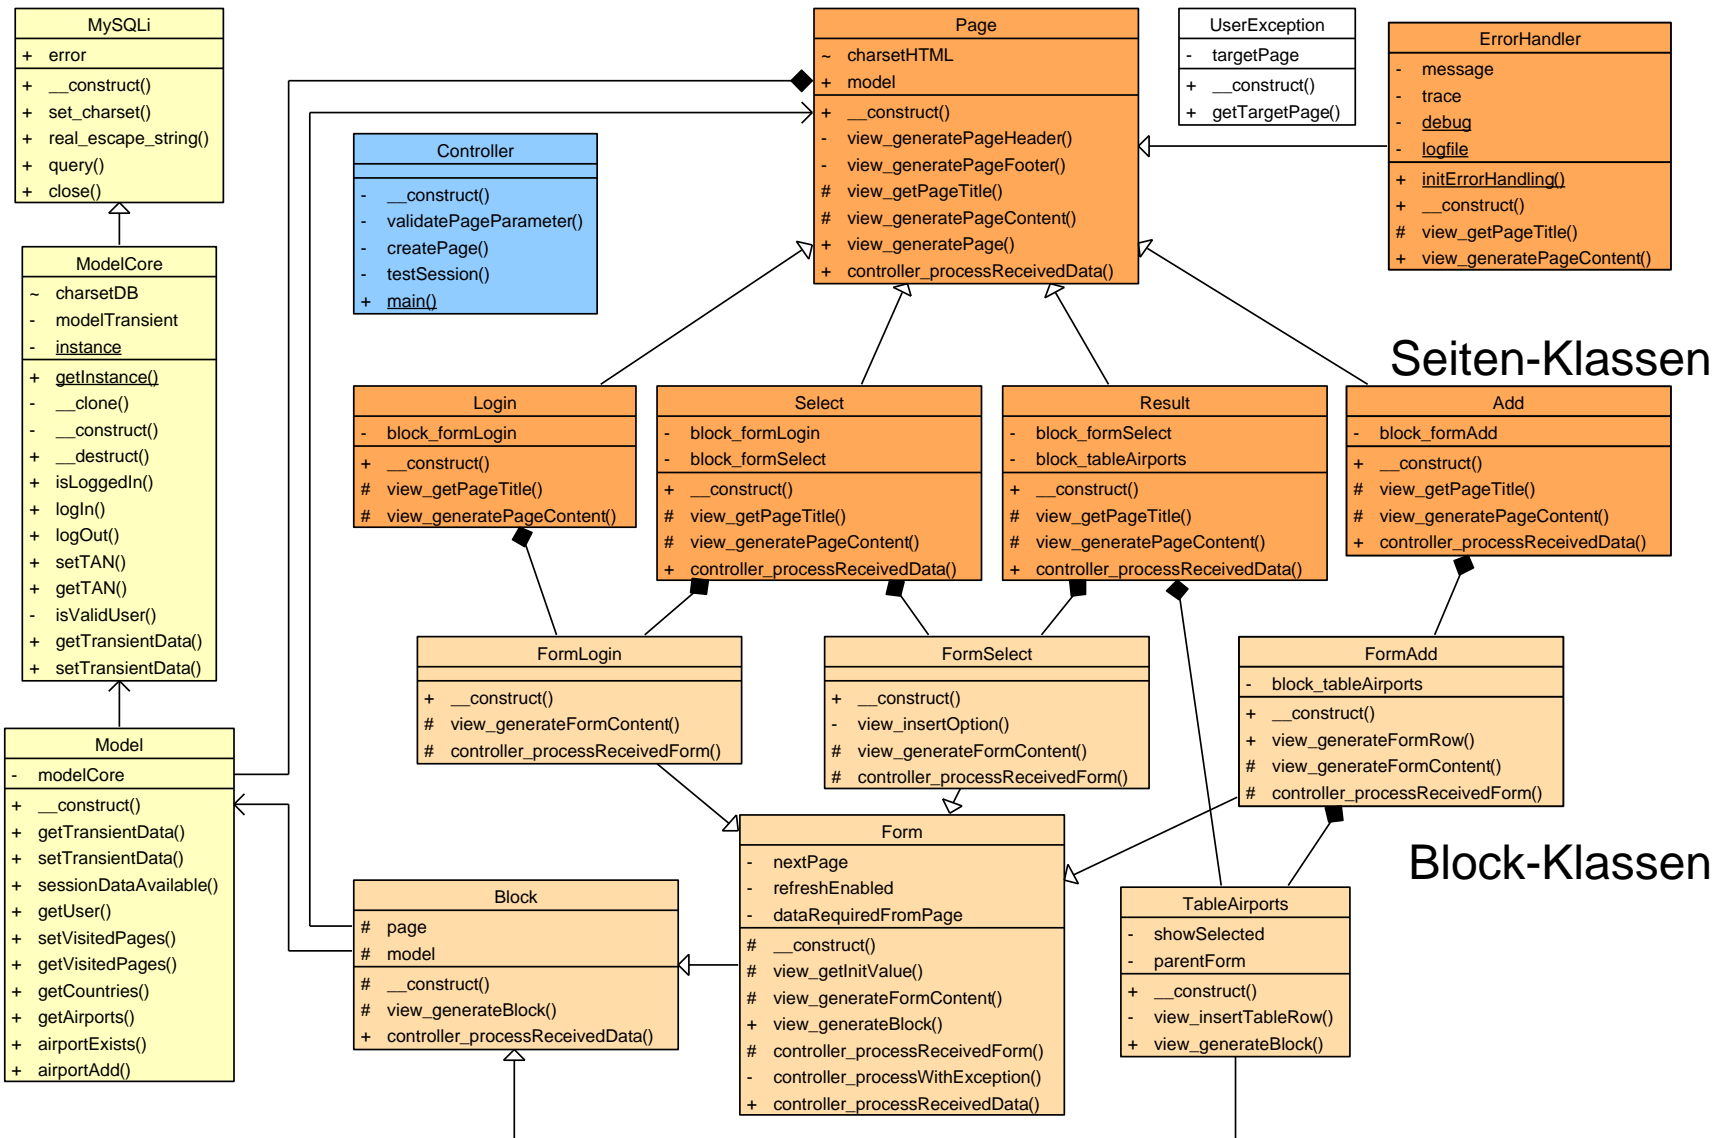 MySQLi
+ error
+ __construct()
+ set_charset()
+ real_escape_string()
+ query()
+ close()
ModelCore
~ charsetDB
- modelTransient
- instance
+ getInstance()
- __clone()
- __construct()
+ __destruct()
+ isLoggedIn()
+ logIn()
+ logOut()
+ setTAN()
+ getTAN()
- isValidUser()
+ getTransientData()
+ setTransientData()
Model
- modelCore
+ __construct()
+ getTransientData()
+ setTransientData()
+ sessionDataAvailable()
+ getUser()
+ setVisitedPages()
+ getVisitedPages()
+ getCountries()
+ getAirports()
+ airportExists()
+ airportAdd()
Controller
- __construct()
- validatePageParameter()
- createPage()
- testSession()
+ main()
Page
~ charsetHTML
+ model
+ __construct()
- view_generatePageHeader()
- view_generatePageFooter()
# view_getPageTitle()
# view_generatePageContent()
+ view_generatePage()
+ controller_processReceivedData()
UserException
- targetPage
+ __construct()
+ getTargetPage()
ErrorHandler
- message
- trace
- debug
- logfile
+ initErrorHandling()
+ __construct()
# view_getPageTitle()
+ view_generatePageContent()
Seiten-Klassen
Login
- block_formLogin
+ __construct()
# view_getPageTitle()
# view_generatePageContent()
Select
- block_formLogin
- block_formSelect
+ __construct()
# view_getPageTitle()
# view_generatePageContent()
+ controller_processReceivedData()
Result
- block_formSelect
- block_tableAirports
+ __construct()
# view_getPageTitle()
# view_generatePageContent()
+ controller_processReceivedData()
Add
- block_formAdd
+ __construct()
# view_getPageTitle()
# view_generatePageContent()
+ controller_processReceivedData()
FormLogin
+ __construct()
# view_generateFormContent()
# controller_processReceivedForm()
FormSelect
+ __construct()
- view_insertOption()
# view_generateFormContent()
# controller_processReceivedForm()
FormAdd
- block_tableAirports
+ __construct()
+ view_generateFormRow()
# view_generateFormContent()
# controller_processReceivedForm()
Block-Klassen
Block
# page
# model
# __construct()
# view_generateBlock()
+ controller_processReceivedData()
Form
- nextPage
- refreshEnabled
- dataRequiredFromPage
# __construct()
# view_getInitValue()
# view_generateFormContent()
+ view_generateBlock()
# controller_processReceivedForm()
- controller_processWithException()
+ controller_processReceivedData()
TableAirports
- showSelected
- parentForm
+ __construct()
- view_insertTableRow()
+ view_generateBlock()